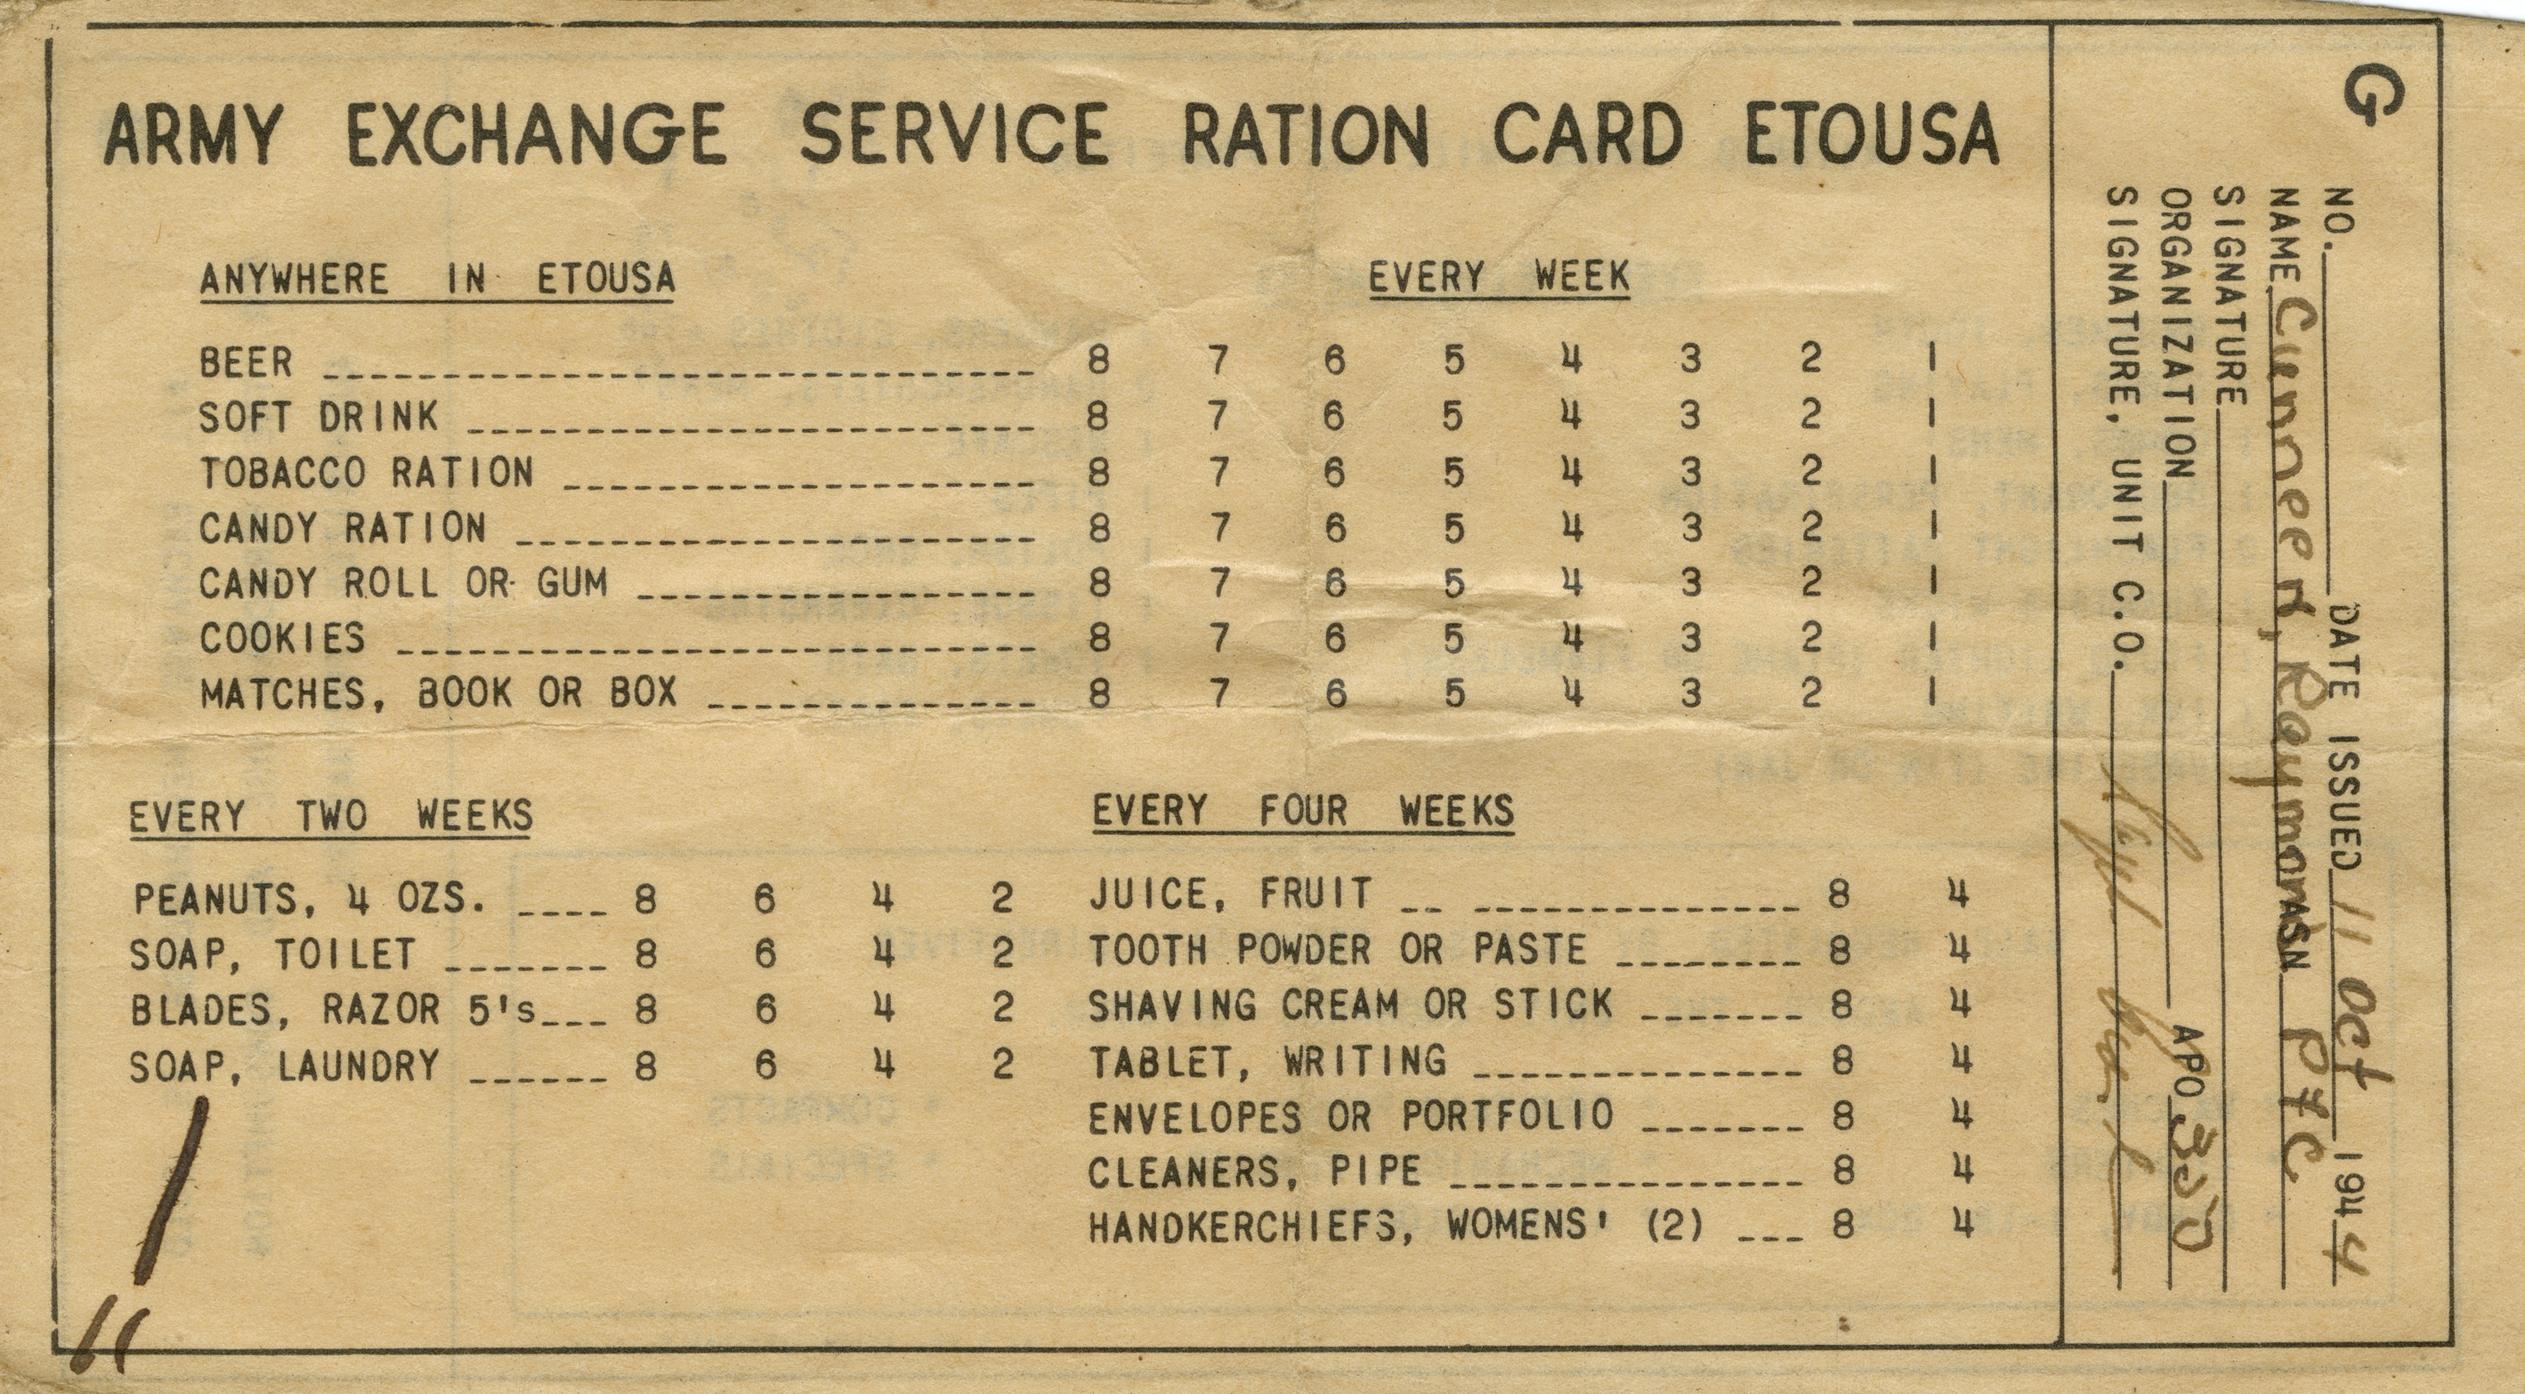 ARMY EXCHANGE SERVICE RATION CARD ETOUSA
ANYWHERE IN ETOUSA EVERY WEEK
BEER 8 7 6 5 4 3 2 1
SOFT DRINK 8 7 6 5 4 3 2 1
TOBACCO RATION 8 7 6 5 4 3 2 1
CANDY RATION 8 7 6 5 4 3 2 1
CANDY ROLL OR GUM 8 7 6 5 4 3 2 1
COOKIES 8 7 6 5 4 3 2 1
MATCHES, BOOK OR BOX 8 7 6 5 4 3 2 1
EVERY TWO WEEKS
PEANUTS, 4 OZS. 8 6 4 2
SOAP, TOILET 8 6 4 2
BLADES, RAZOR 5's 8 6 4 2
SOAP, LAUNDRY 8 6 4 2
EVERY FOUR WEEKS
JUICE, FRUIT 8 4
TOOTH POWDER OR PASTE 8 4
SHAVING CREAM OR STICK 8 4
TABLET, WRITING 8 4
ENVELOPES OR PORTFOLIO 8 4
CLEANERS, PIPE 8 4
HANDKERCHIEFS, WOMENS' (2) 8 4
G
NO. DATE ISSUED 11 Oct 1944
NAME Cunneen, Raymond ASN Pfc
SIGNATURE
ORGANIZATION APO 350
SIGNATURE, UNIT C.O.